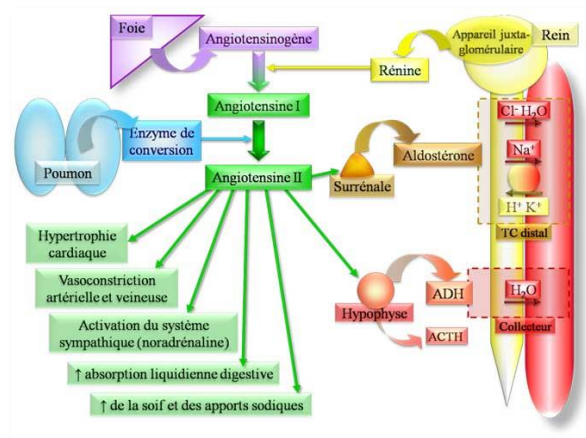 Foie
Angiotensinogène
Appareil juxta-
glomérulaire
Rein
Rénine
Angiotensine I
Cl- H₂O
Enzyme de
conversion
Poumon
Na⁺
Aldostérone
Angiotensine II
Surrénale
H⁺ K⁺
TC distal
Hypertrophie
cardiaque
Vasoconstriction
artérielle et veineuse
Hypophyse
ADH
H₂O
Collecteur
Activation du système
sympathique (noradrénaline)
ACTH
↑ absorption liquidienne digestive
↑ de la soif et des apports sodiques